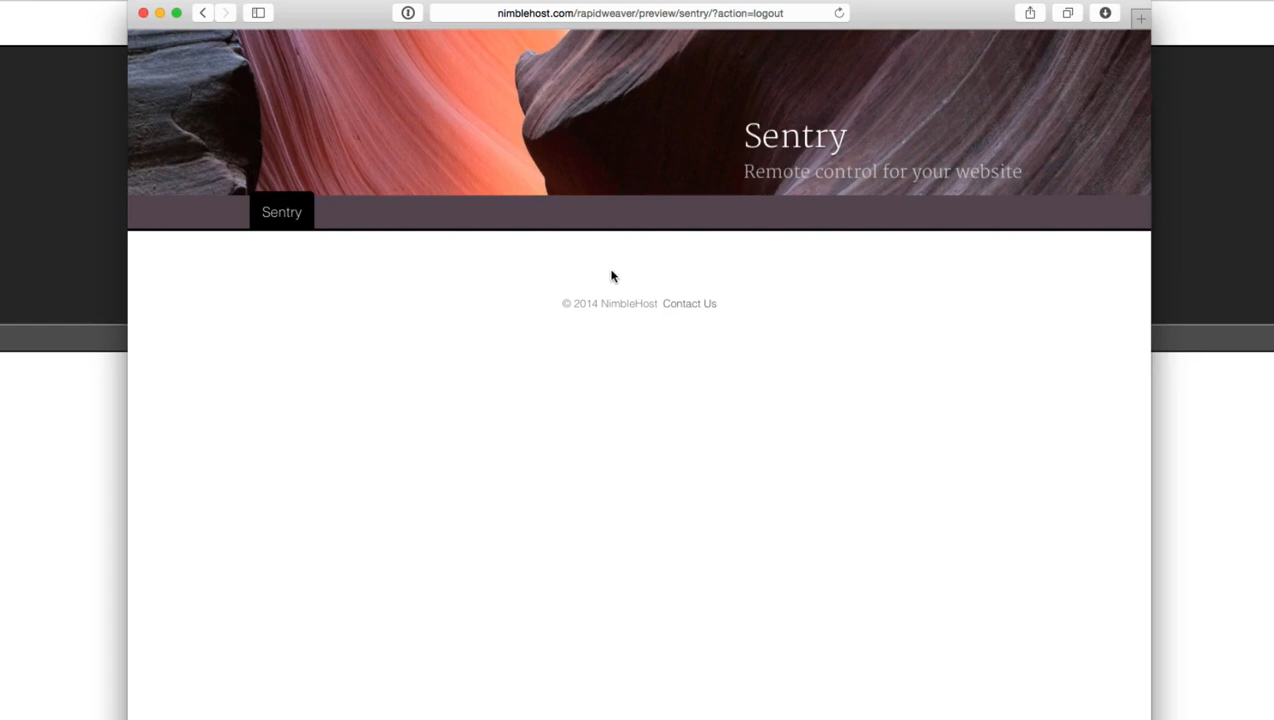 nimblehost.com/rapidweaver/preview/sentry/?action=logout
Sentry
Remote control for your website
Sentry
© 2014 NimbleHost Contact Us